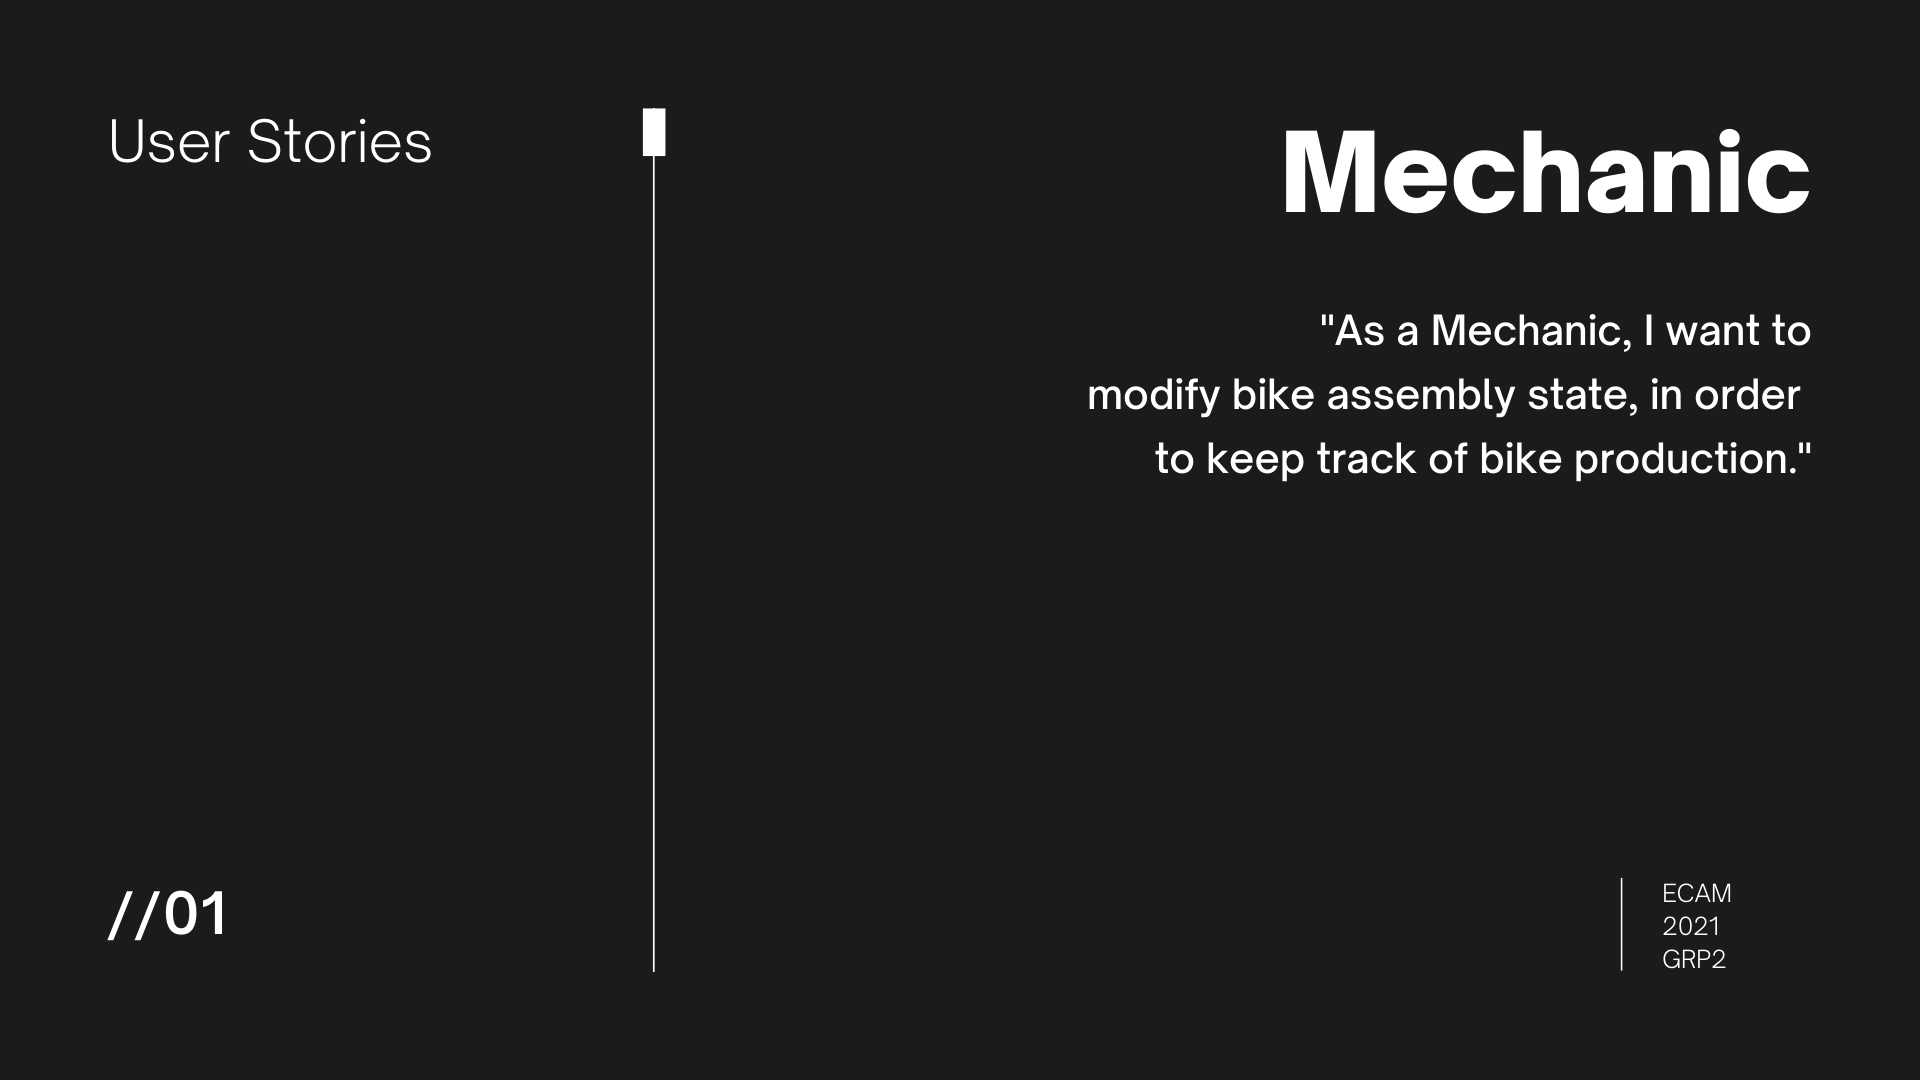 User Stories
Mechanic
"As a Mechanic, I want to
modify bike assembly state, in order
to keep track of bike production."
//01
ECAM
2021
GRP2